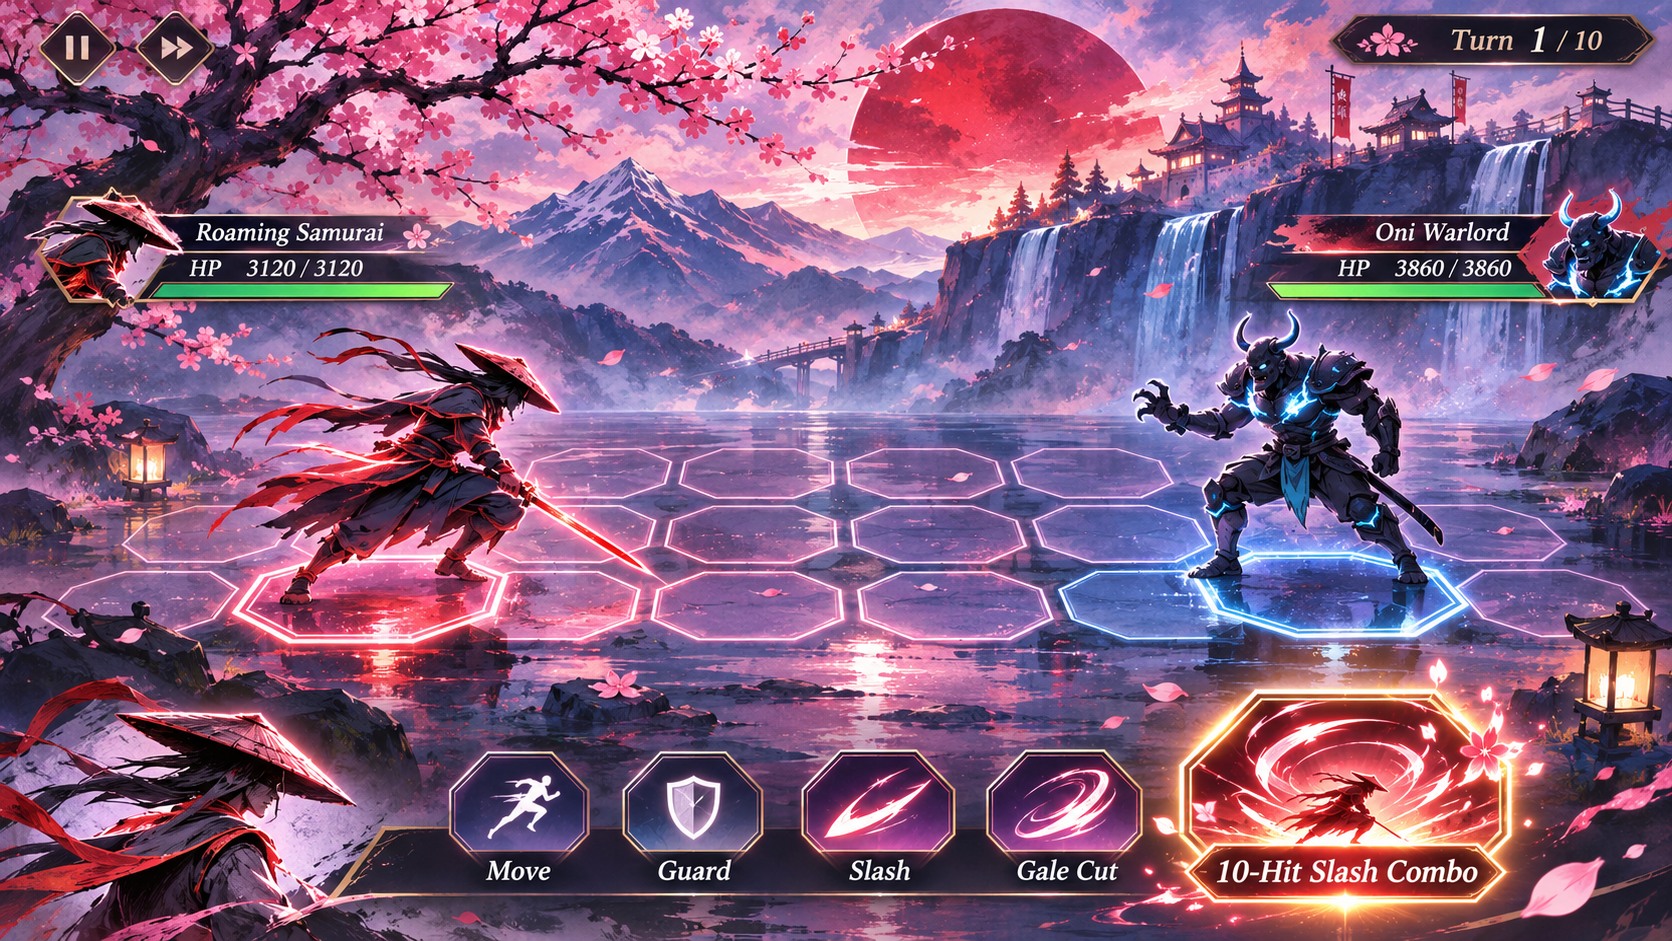 Turn 1 / 10
Roaming Samurai
HP 3120 / 3120
Oni Warlord
HP 3860 / 3860
Move
Guard
Slash
Gale Cut
10-Hit Slash Combo